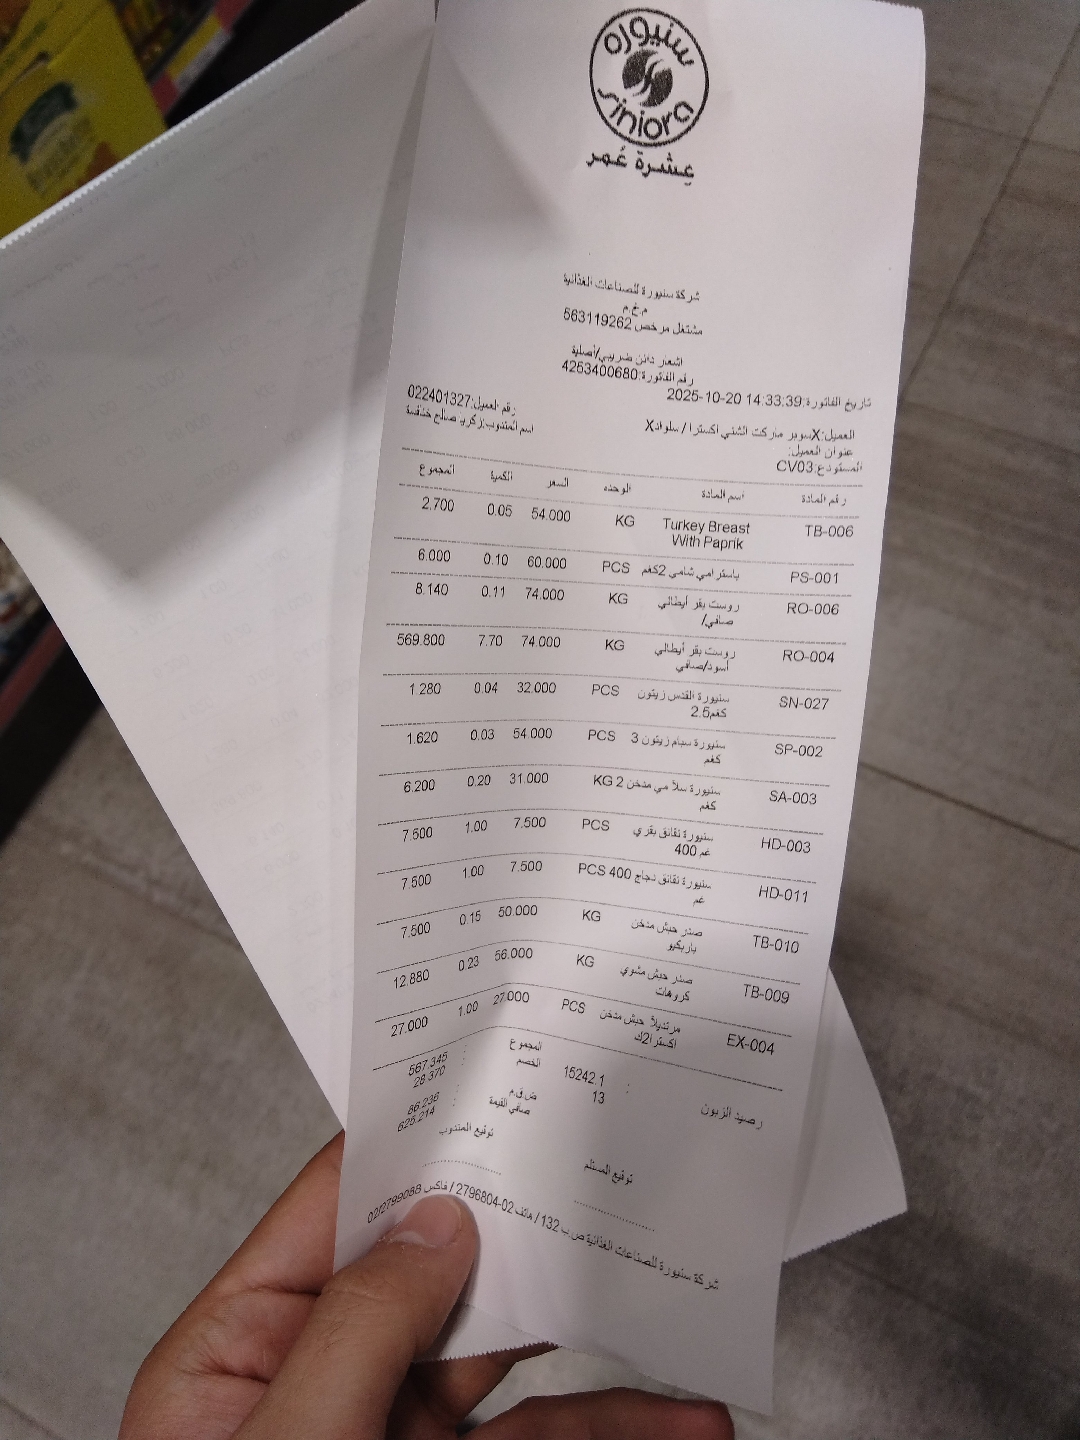 سنيورة
siniora
عِشرة عُمر
شركة سنيورة للصناعات الغذائية
م.خ.م
مشتغل مرخص 563119262
اشعار دائن ضريبي/أصلية
رقم الفاتورة:4253400680
تاريخ الفاتورة:2025-10-20 14:33:39
رقم العميل:022401327
العميل:Xسوبر ماركت الشني اكسترا / سلوادX
اسم المندوب:زكريا صالح
عنوان العميل:
المستودع:CV03
رقم المادة اسم المادة الوحده السعر الكمية المجموع
TB-006 Turkey Breast KG 54.000 0.05 2.700
With Paprik
PS-001 باسترامي شامي 2كغم PCS 60.000 0.10 6.000
RO-006 روست بقر أيطالي KG 74.000 0.11 8.140
صافي/
RO-004 روست بقر أيطالي KG 74.000 7.70 569.800
اسود/صافي
SN-027 سنيورة القدس زيتون PCS 32.000 0.04 1.280
2.5كغم
SP-002 سنيورة سبام زيتون 3 PCS 54.000 0.03 1.620
كغم
SA-003 سنيورة سلامي مدخن 2 KG 31.000 0.20 6.200
كغم
HD-003 سنيورة نقانق بقري PCS 7.500 1.00 7.500
400 غم
HD-011 سنيورة نقانق دجاج 400 PCS 7.500 1.00 7.500
غم
TB-010 صدر حبش مدخن KG 50.000 0.15 7.500
باربكيو
TB-009 صدر حبش مشوي KG 56.000 0.23 12.880
كروهات
EX-004 مرتديلا حبش مدخن PCS 27.000 1.00 27.000
اكسترا2ك
المجموع : 567.345
الخصم 28.370
رصيد الزبون : 15242.1
13
ض.ق.م : 86.236
صافي القيمة 625.214
توقيع المستلم توقيع المندوب
شركة سنيورة للصناعات الغذائية ص.ب 132 / هاتف 02-2796804 / فاكس 02/2799088